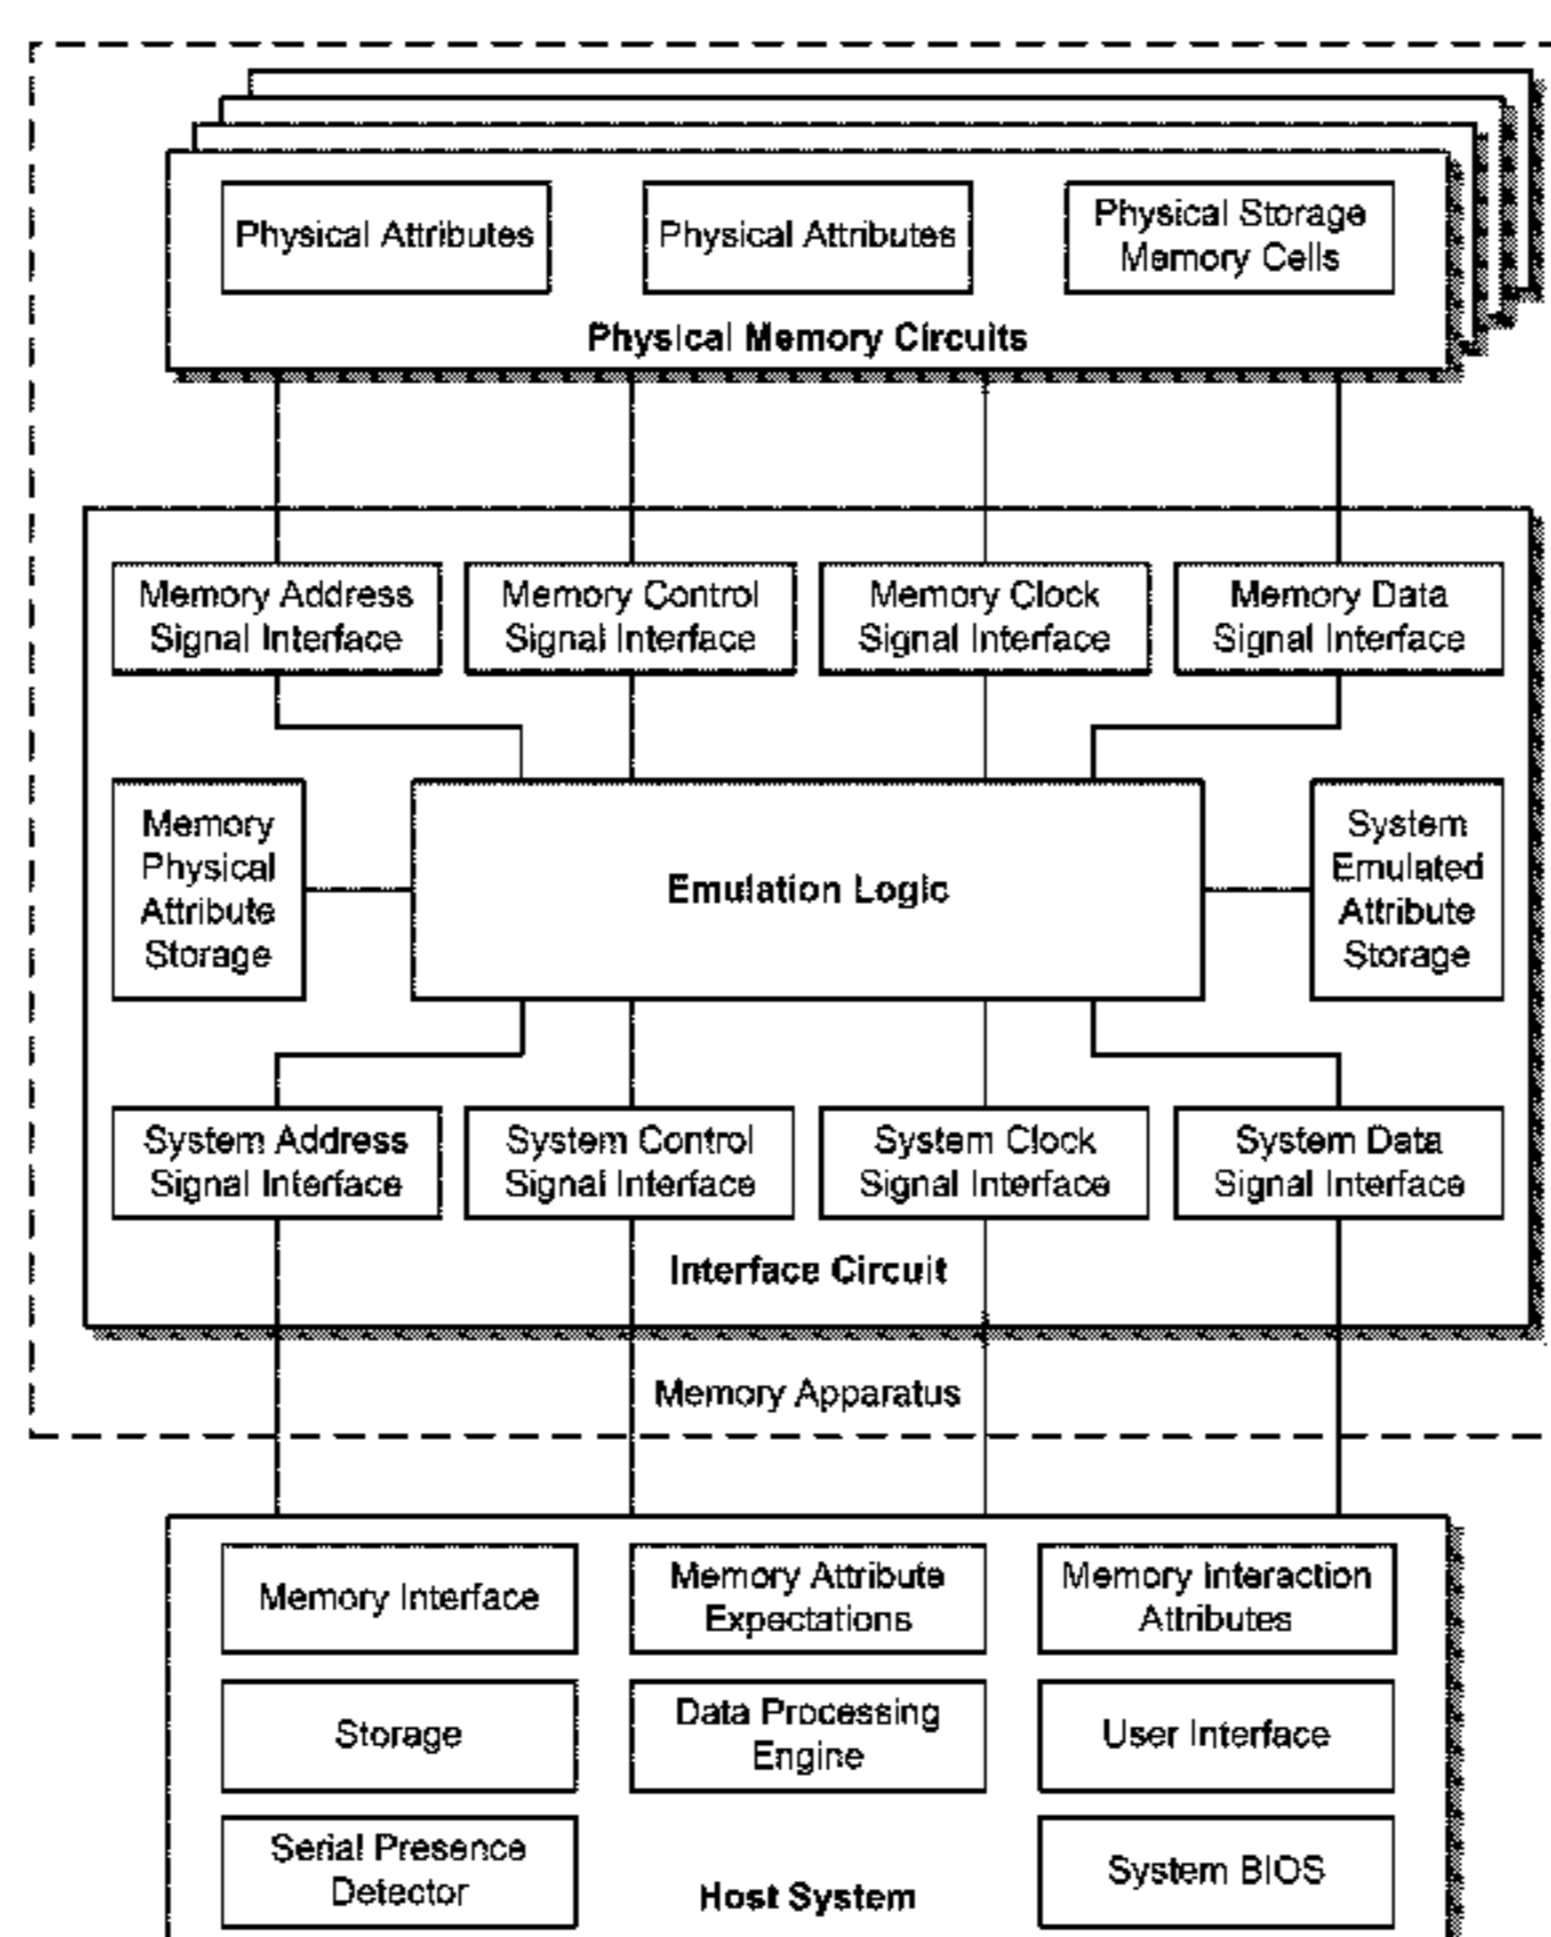 Physical Attributes
Physical Attributes
Physical Storage
Memory Cells
Physical Memory Circuits
Memory Address
Signal Interface
Memory Control
Signal Interface
Memory Clock
Signal Interface
Memory Data
Signal Interface
Memory
Physical
Attribute
Storage
Emulation Logic
System
Emulated
Attribute
Storage
System Address
Signal Interface
System Control
Signal Interface
System Clock
Signal Interface
System Data
Signal Interface
Interface Circuit
Memory Apparatus
Memory Interface
Memory Attribute
Expectations
Memory Interaction
Attributes
Storage
Data Processing
Engine
User Interface
Serial Presence
Detector
Host System
System BIOS